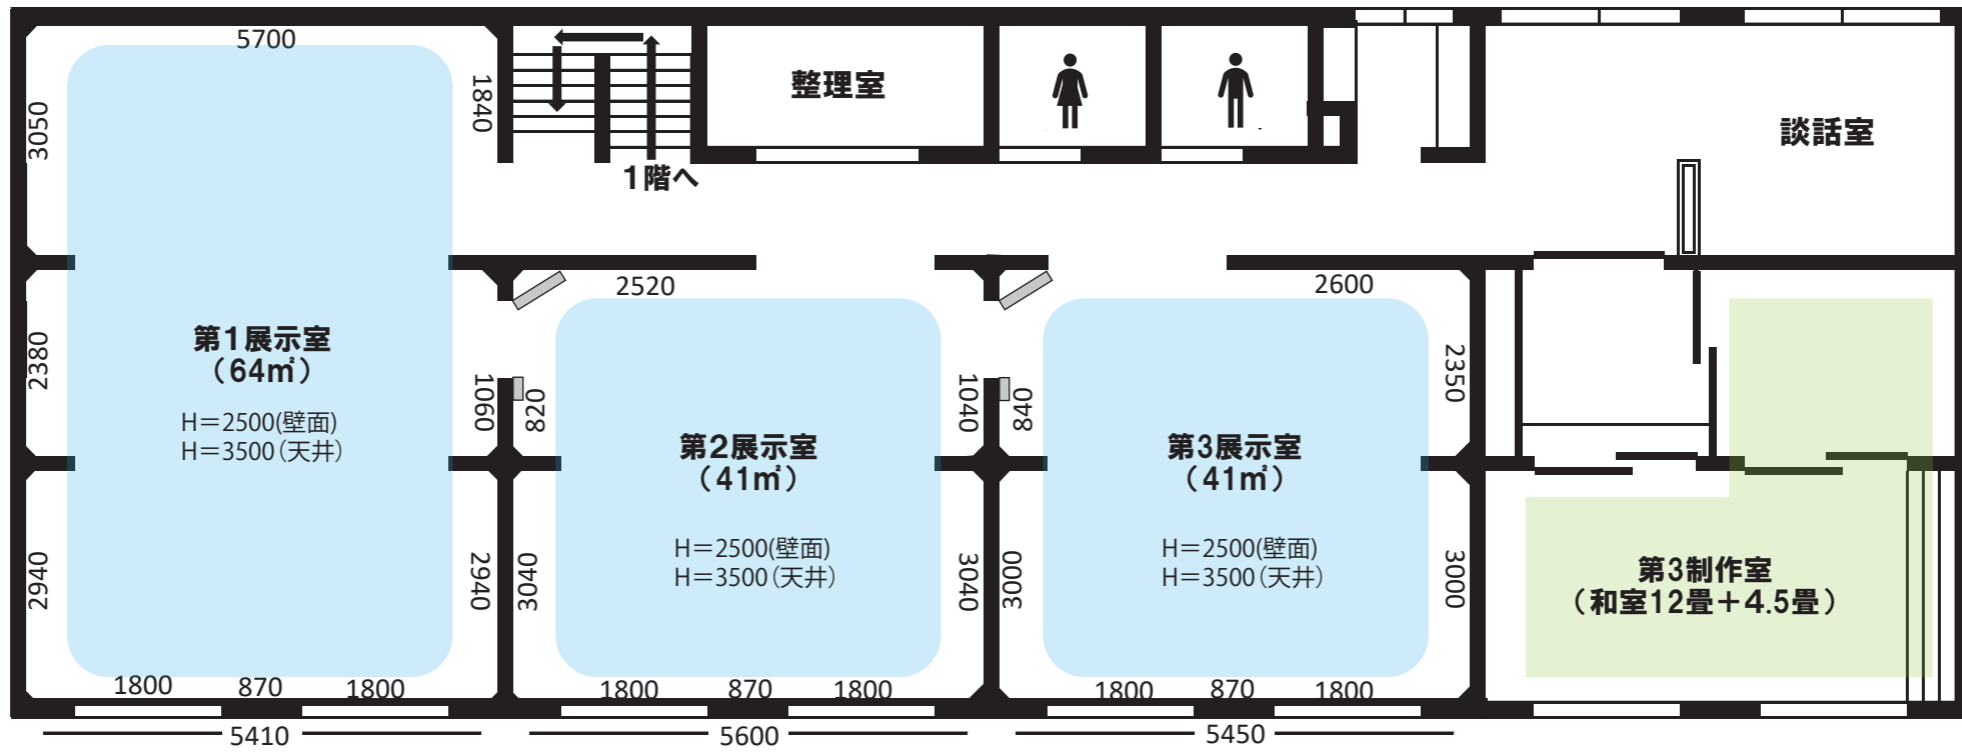 5700
3050
1840
1階へ
整理室
談話室
2380
第1展示室
（64㎡）
H＝2500(壁面)
H＝3500（天井）
1060
820
2520
第2展示室
（41㎡）
H＝2500(壁面)
H＝3500（天井）
1040
840
2600
2350
第3展示室
（41㎡）
H＝2500(壁面)
H＝3500（天井）
2940
2940
3040
3040
3000
3000
第3制作室
（和室12畳＋4.5畳）
1800 870 1800
1800 870 1800
1800 870 1800
5410
5600
5450